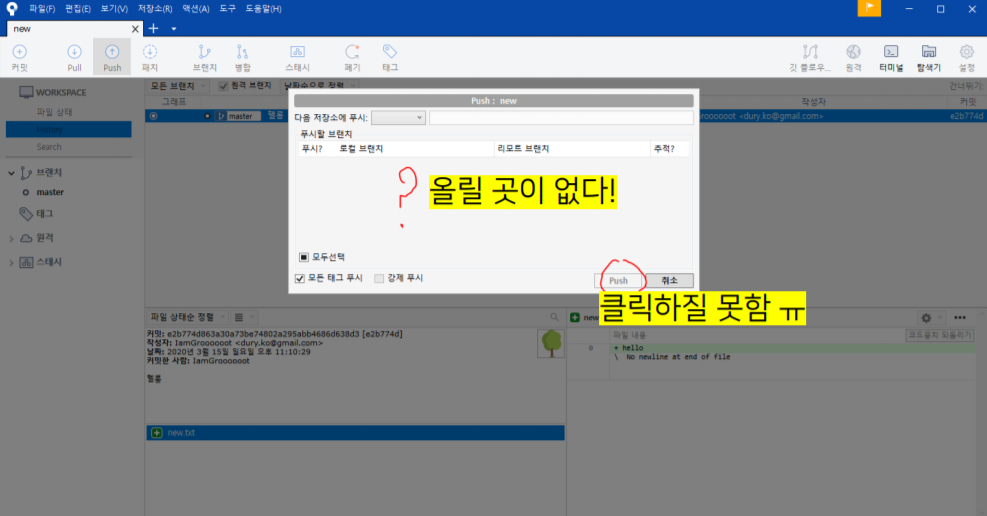 파일(F) 편집(E) 보기(V) 저장소(R) 액션(A) 도구 도움말(H)
new
커밋 Pull Push 패치 브랜치 병합 스태시 폐기 태그 깃 플로우... 원격 터미널 탐색기 설정
WORKSPACE
파일 상태
History
Search
브랜치
master
태그
원격
스태시
모든 브랜치 원격 브랜치 날짜순으로 정렬 건너뛰기:
그래프 작성자 커밋
master 헬롱 Groooooot <dury.ko@gmail.com> e2b774d
Push : new
다음 저장소에 푸시:
푸시할 브랜치
푸시? 로컬 브랜치 리모트 브랜치 추적?
? 올릴 곳이 없다!
모두선택
모든 태그 푸시 강제 푸시 Push 취소
클릭하질 못함 ㅠ
파일 상태순 정렬
커밋: e2b774d863a30a73be74802a295abb4686d638d3 [e2b774d]
작성자: IamGroooooot <dury.ko@gmail.com>
날짜: 2020년 3월 15일 일요일 오후 11:10:29
커밋한 사람: IamGroooooot
헬롱
new.txt
new
파일 내용 코드뭉치 되돌리기
0 + hello
\ No newline at end of file